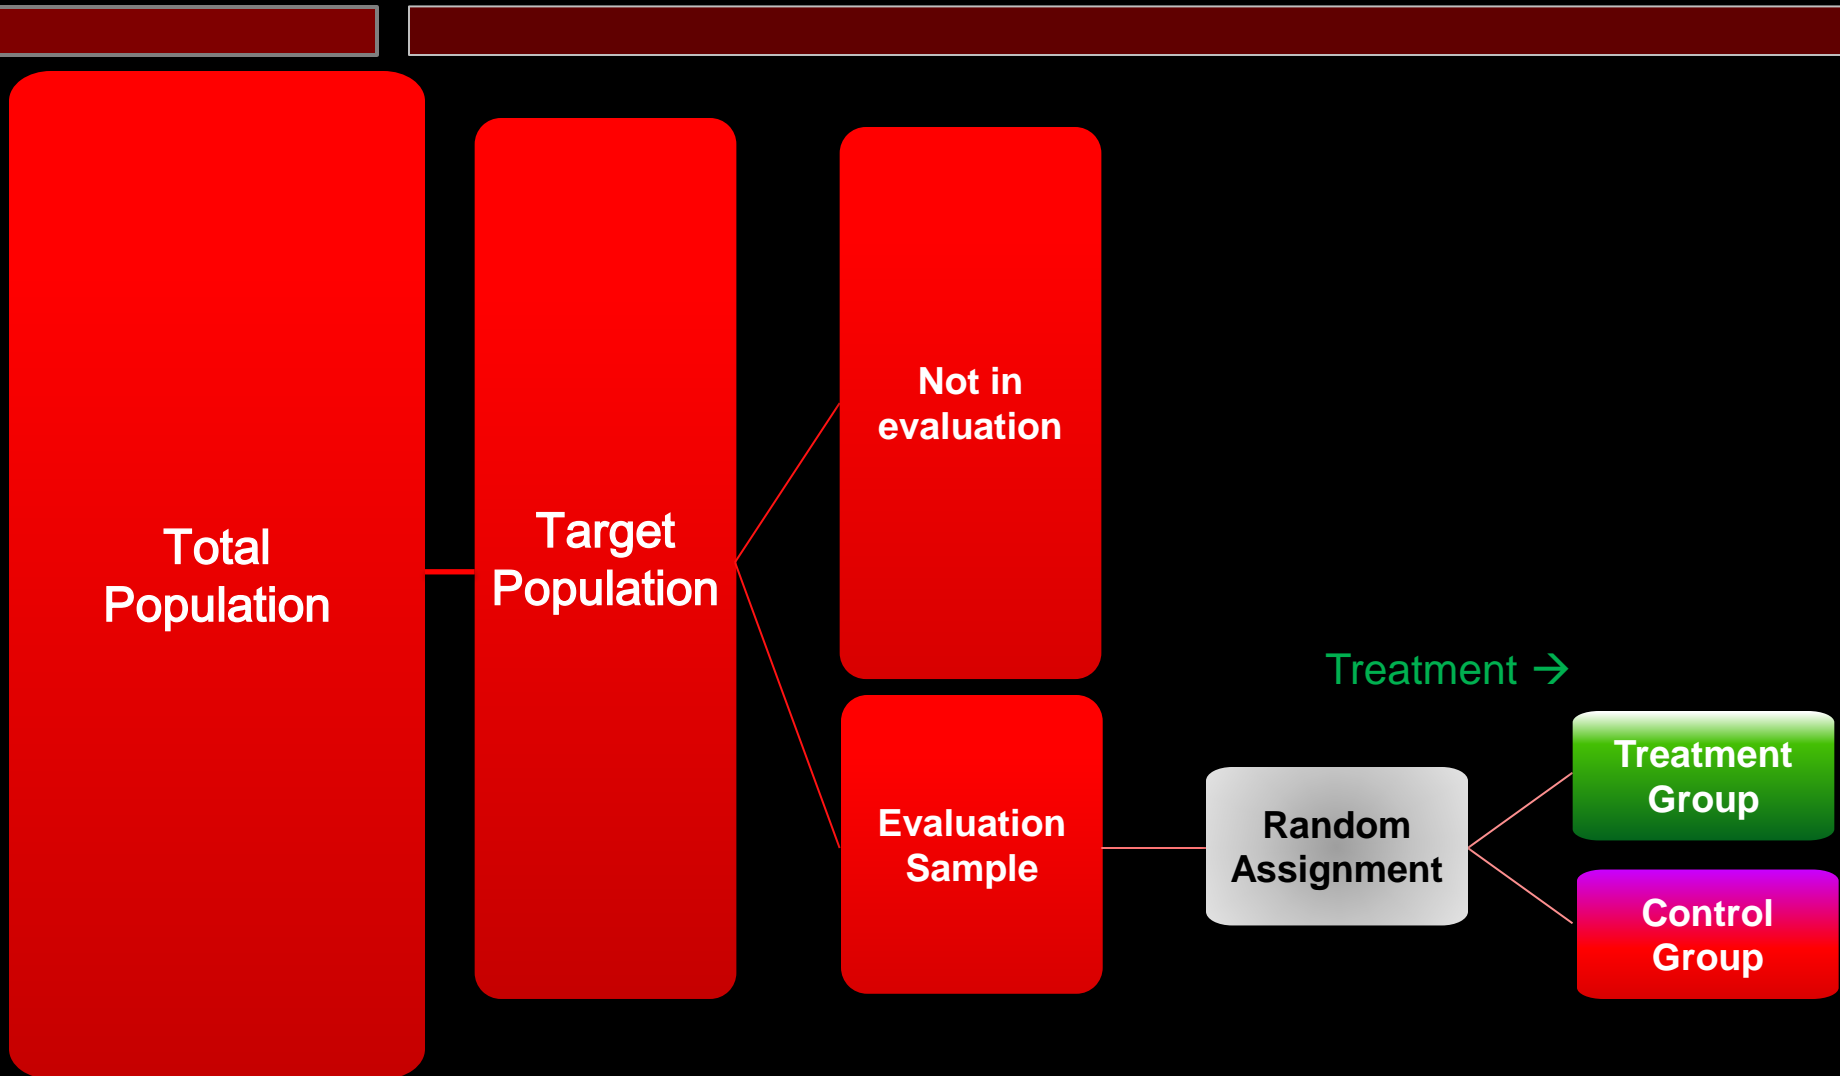 Total
Population
Target
Population
Not in
evaluation
Evaluation
Sample
Random
Assignment
Treatment →
Treatment
Group
Control
Group